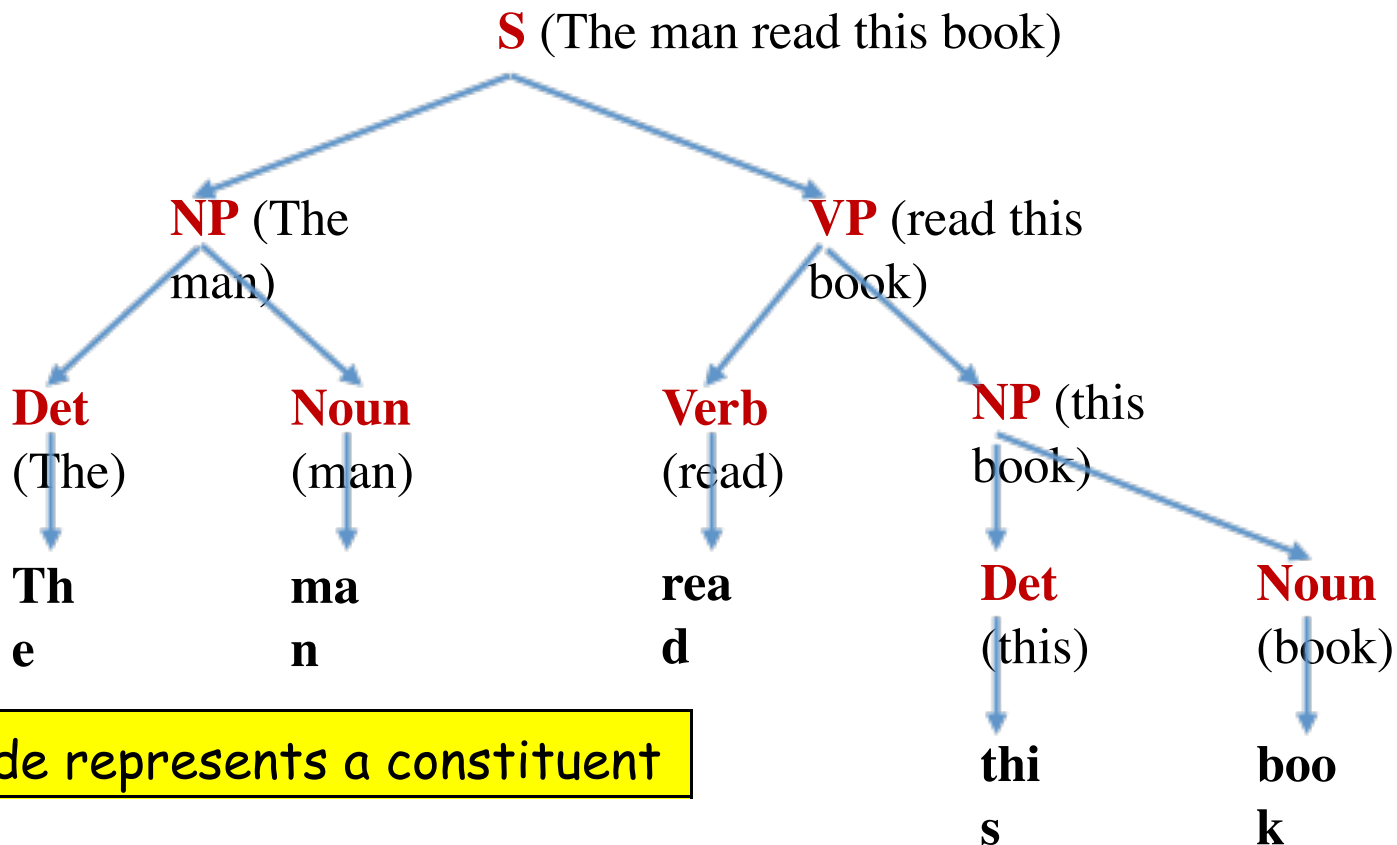 S (The man read this book)
NP (The
man)
VP (read this
book)
Det
(The)
Noun
(man)
Verb
(read)
NP (this
book)
Th
e
ma
n
rea
d
Det
(this)
Noun
(book)
de represents a constituent
thi
s
boo
k